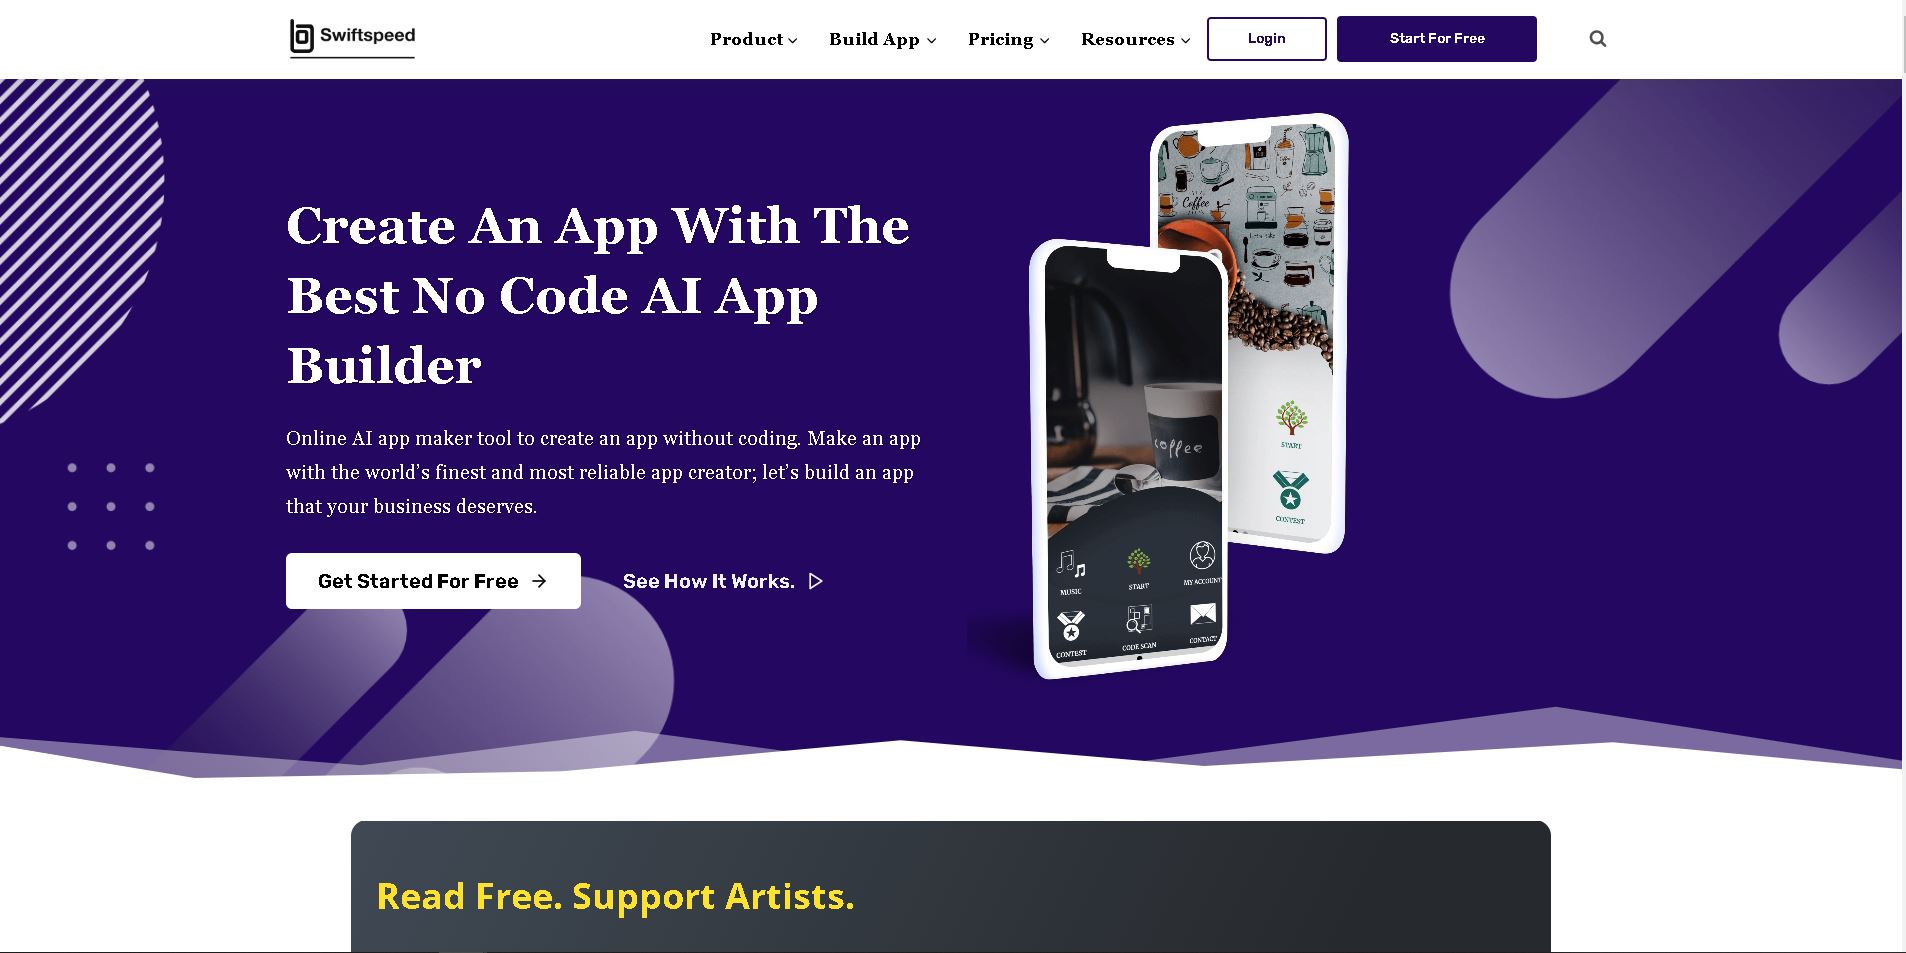 Swiftspeed
Product
Build App
Pricing
Resources
Login
Start For Free
Create An App With The
Best No Code AI App
Builder
Online AI app maker tool to create an app without coding. Make an app
with the world’s finest and most reliable app creator; let’s build an app
that your business deserves.
Get Started For Free
See How It Works.
Coffee
START
CONTEST
coffee
MUSIC
START
MY ACCOUNT
CONTEST
CODE SCAN
CONTACT
Read Free. Support Artists.